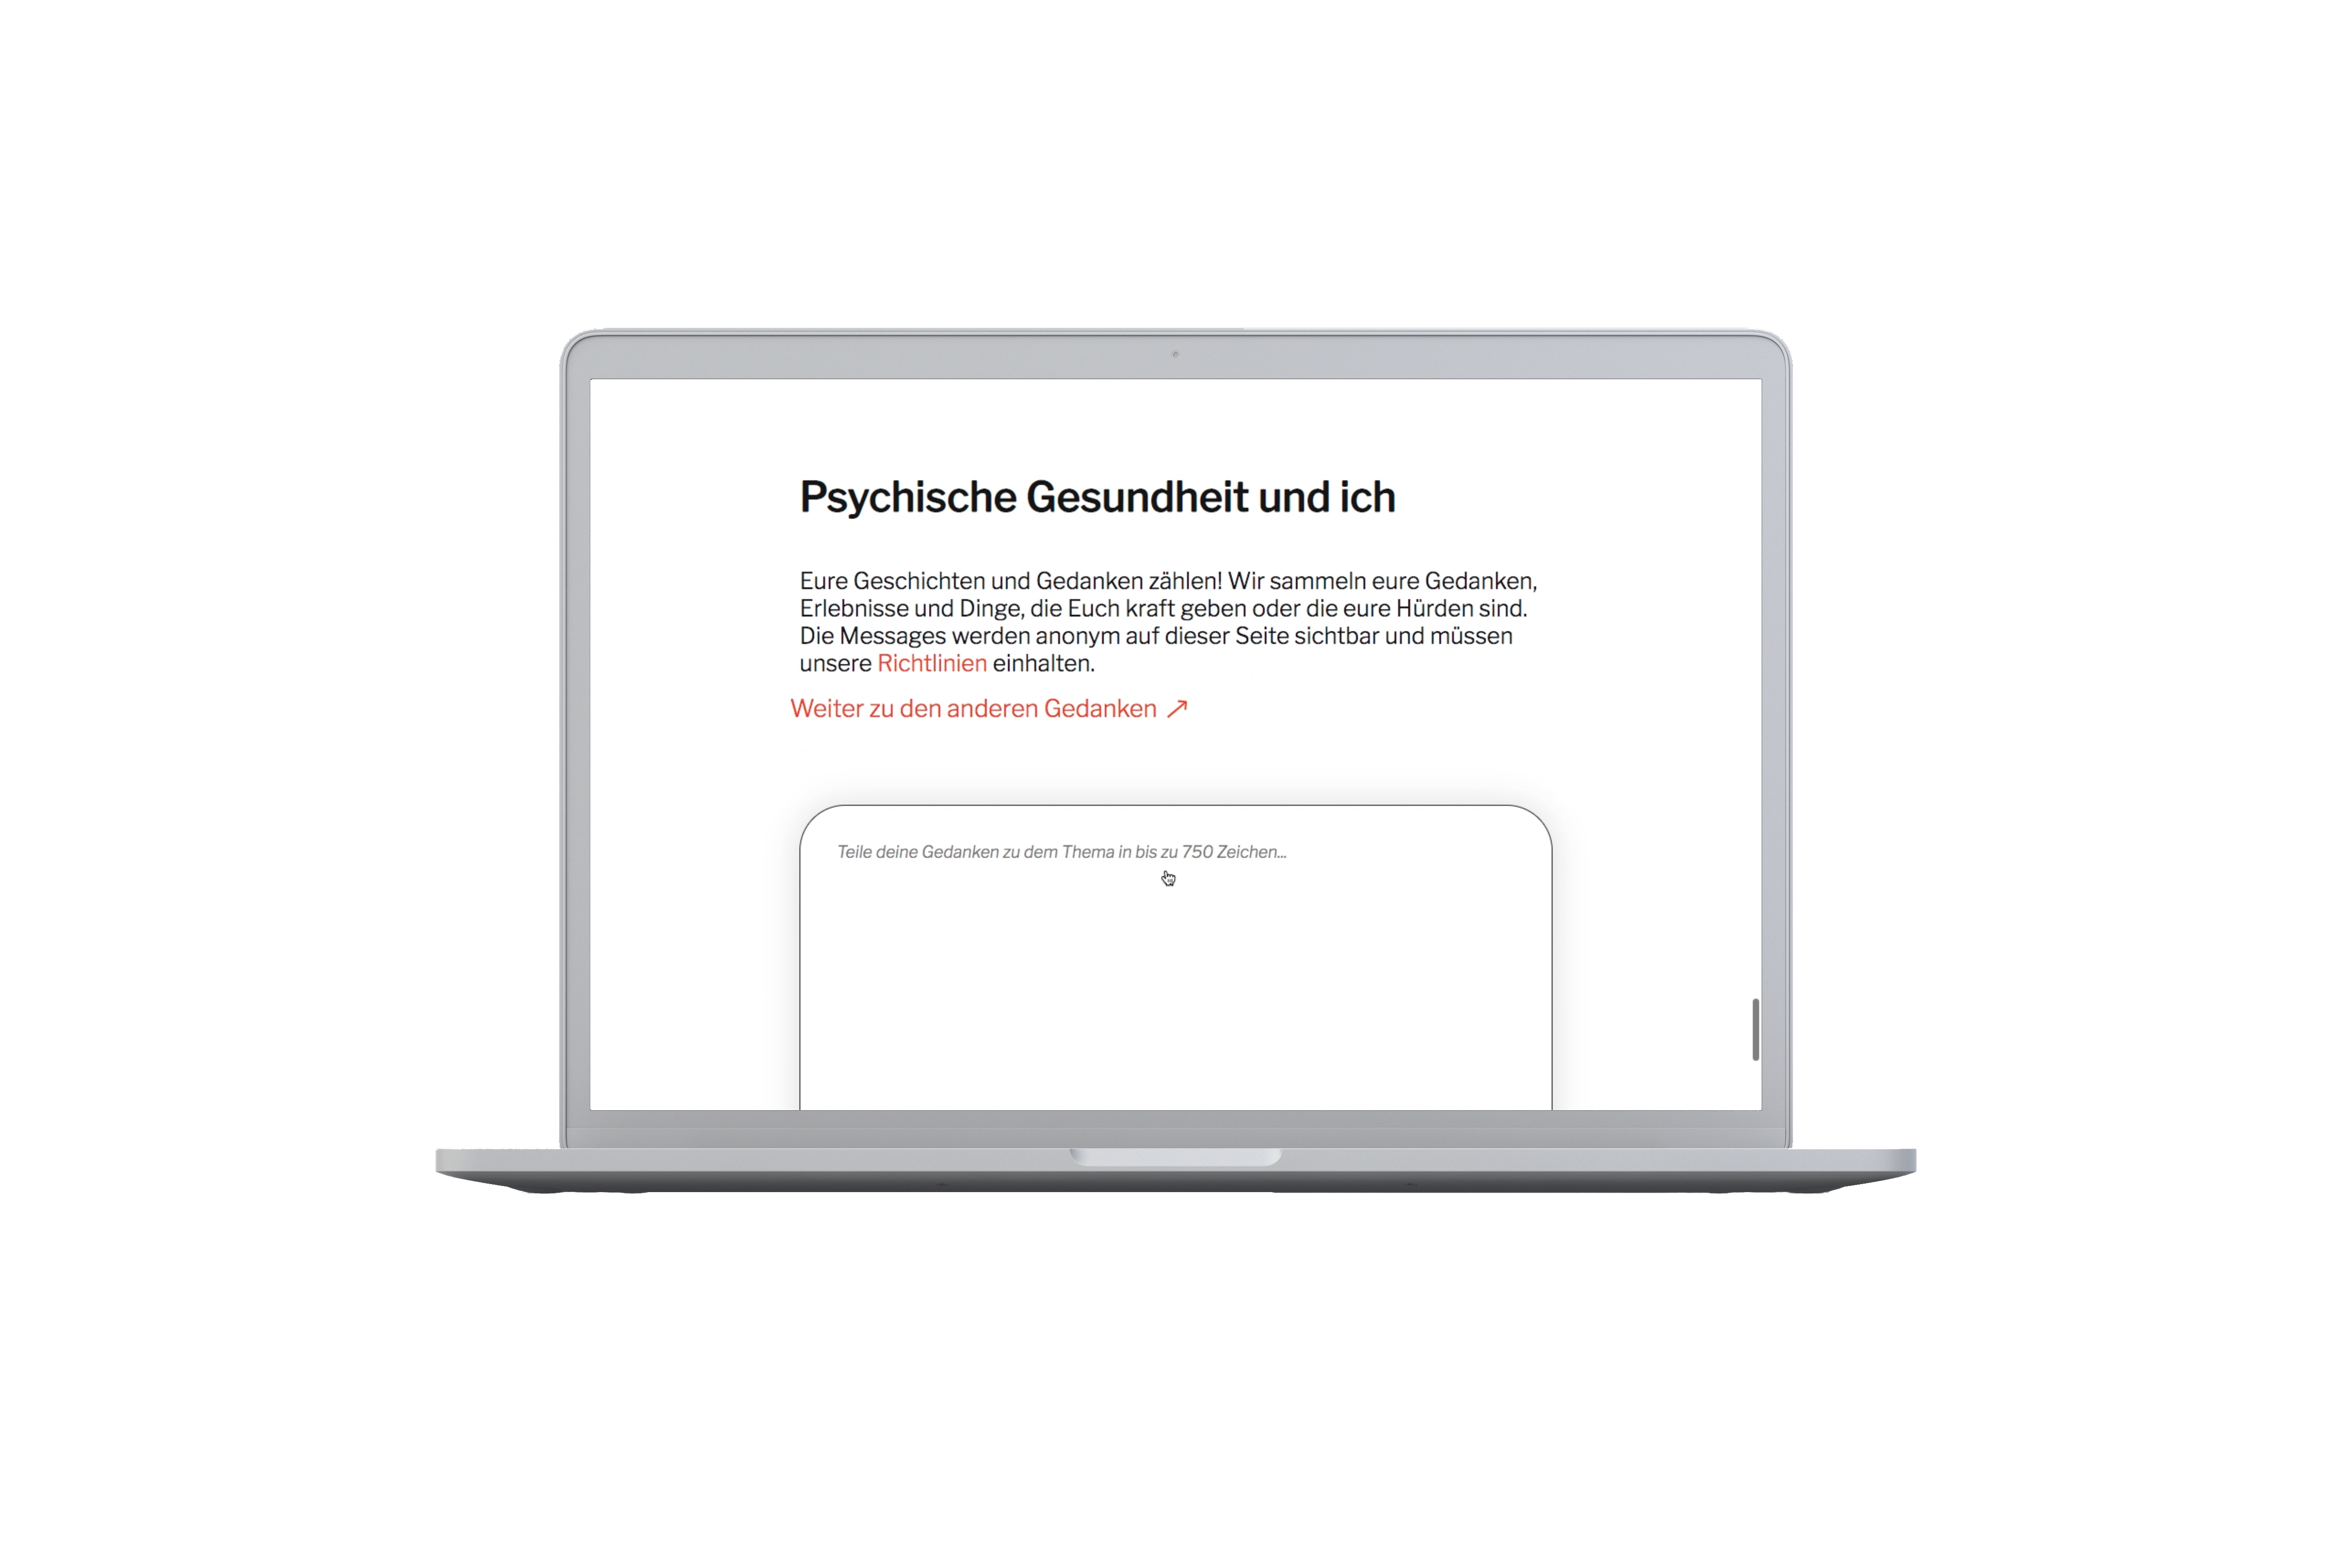 Psychische Gesundheit und ich
Eure Geschichten und Gedanken zählen! Wir sammeln eure Gedanken,
Erlebnisse und Dinge, die Euch kraft geben oder die eure Hürden sind.
Die Messages werden anonym auf dieser Seite sichtbar und müssen
unsere Richtlinien einhalten.
Weiter zu den anderen Gedanken ↗
Teile deine Gedanken zu dem Thema in bis zu 750 Zeichen...